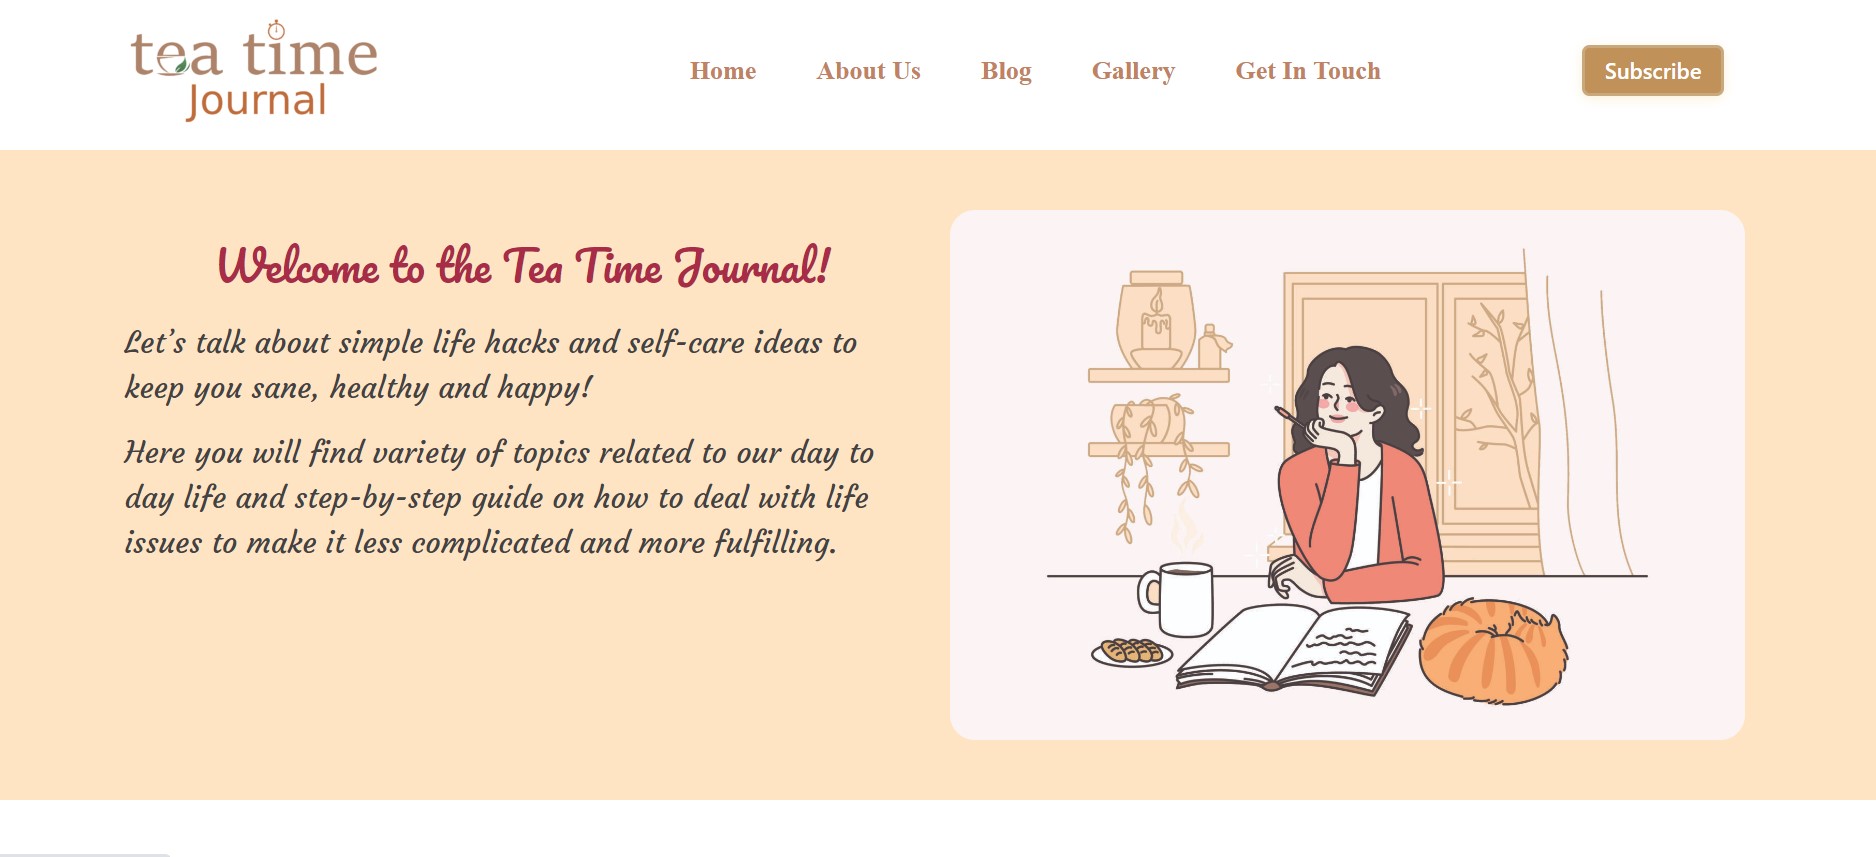 tea time
Journal
Home
About Us
Blog
Gallery
Get In Touch
Subscribe
Welcome to the Tea Time Journal!
Let’s talk about simple life hacks and self-care ideas to
keep you sane, healthy and happy!
Here you will find variety of topics related to our day to
day life and step-by-step guide on how to deal with life
issues to make it less complicated and more fulfilling.